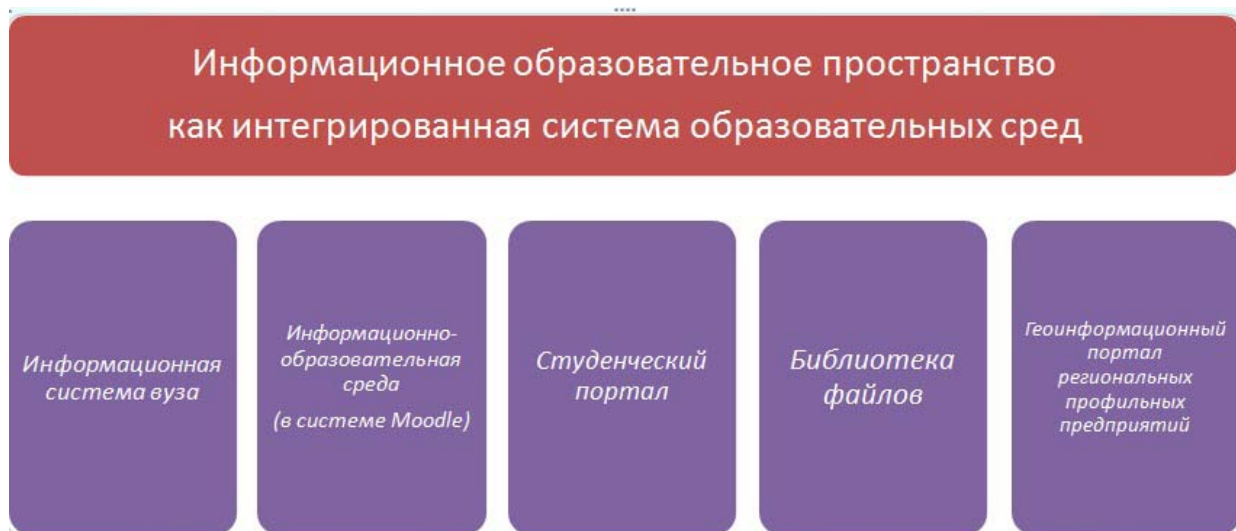 Информационное образовательное пространство
как интегрированная система образовательных сред
Информационная
система вуза
Информационно-
образовательная
среда
(в системе Moodle)
Студенческий
портал
Библиотека
файлов
Геоинформационный
портал
региональных
профильных
предприятий